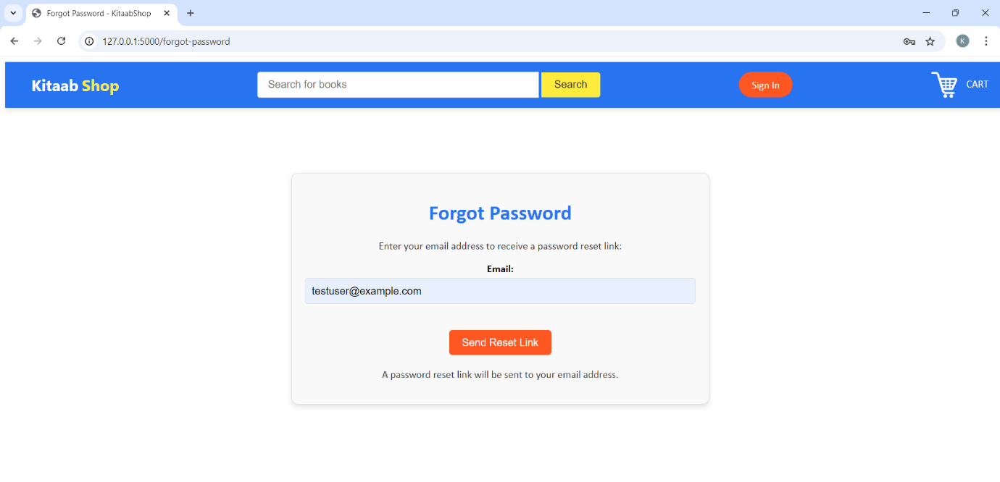 Forgot Password - KitaabShop
127.0.0.1:5000/forgot-password
K
Kitaab Shop
Search for books
Search
Sign In
CART
Forgot Password
Enter your email address to receive a password reset link:
Email:
testuser@example.com
Send Reset Link
A password reset link will be sent to your email address.